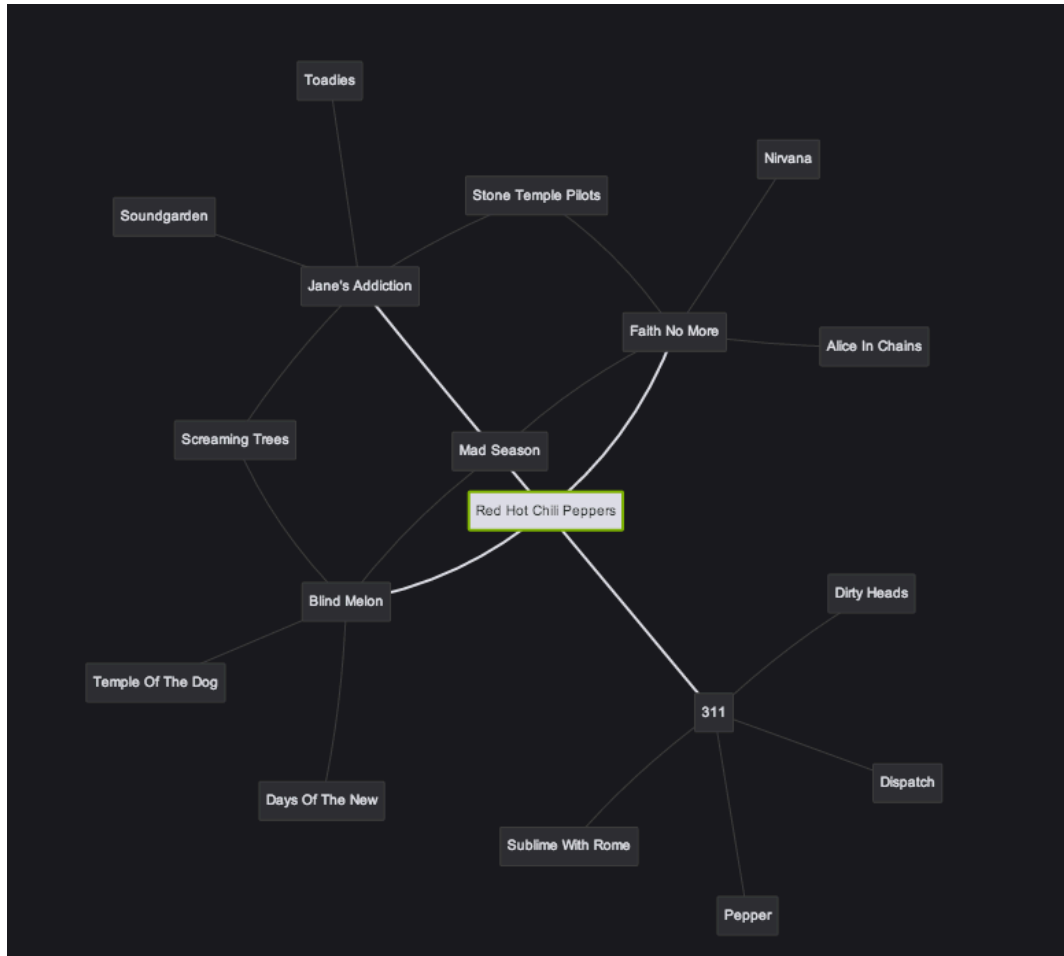 Toadies
Nirvana
Stone Temple Pilots
Soundgarden
Jane's Addiction
Faith No More
Alice In Chains
Screaming Trees
Mad Season
Red Hot Chili Peppers
Dirty Heads
Blind Melon
Temple Of The Dog
311
Dispatch
Days Of The New
Sublime With Rome
Pepper